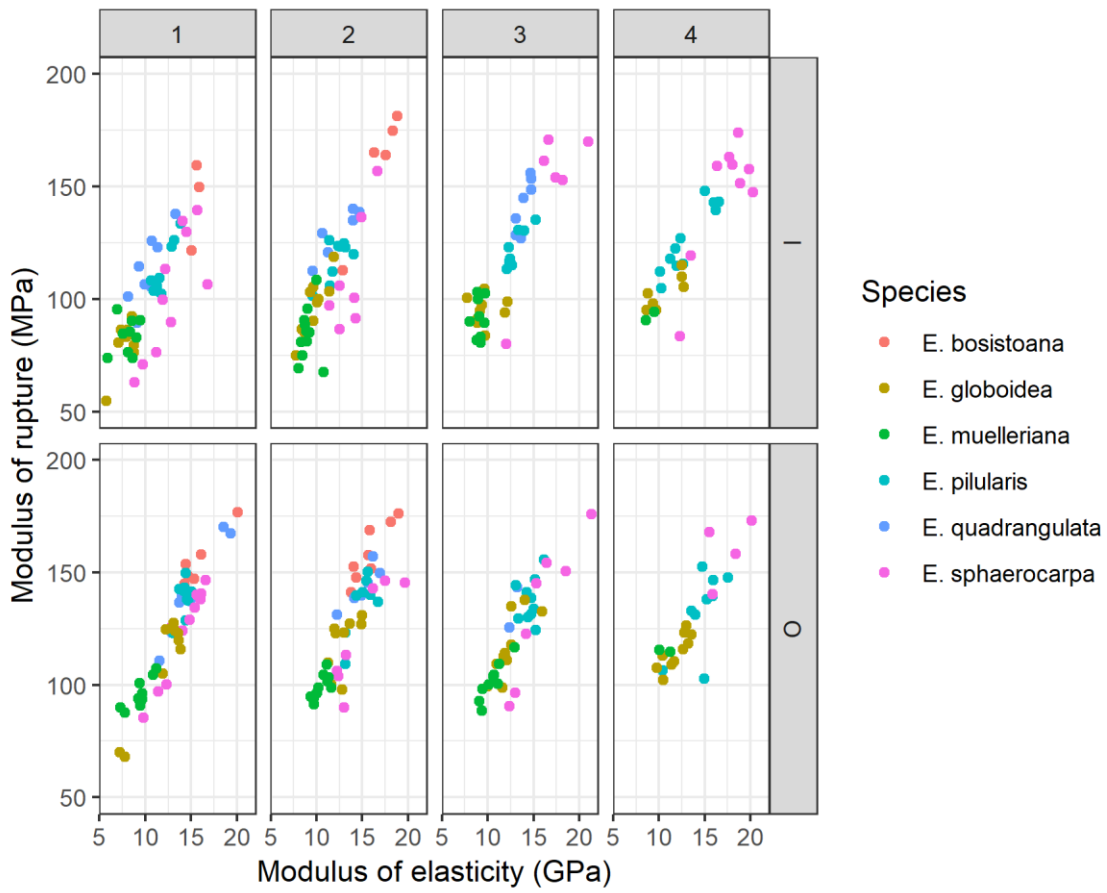 1 2 3 4
200
150
100
50
I
200
150
100
50
O
5 10 15 20 5 10 15 20 5 10 15 20 5 10 15 20
Modulus of elasticity (GPa)
Modulus of rupture (MPa)
Species
E. bosistoana
E. globoidea
E. muelleriana
E. pilularis
E. quadrangulata
E. sphaerocarpa